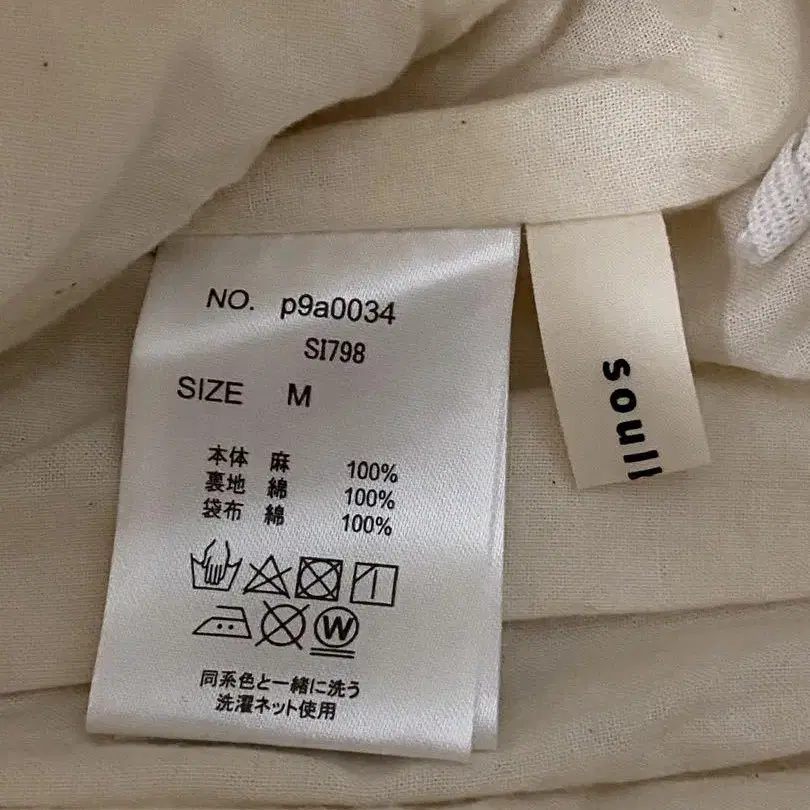 NO. p9a0034
SI798
SIZE M
本体 麻 100%
裏地 綿 100%
袋布 綿 100%
W
同系色と一緒に洗う
洗濯ネット使用
soul